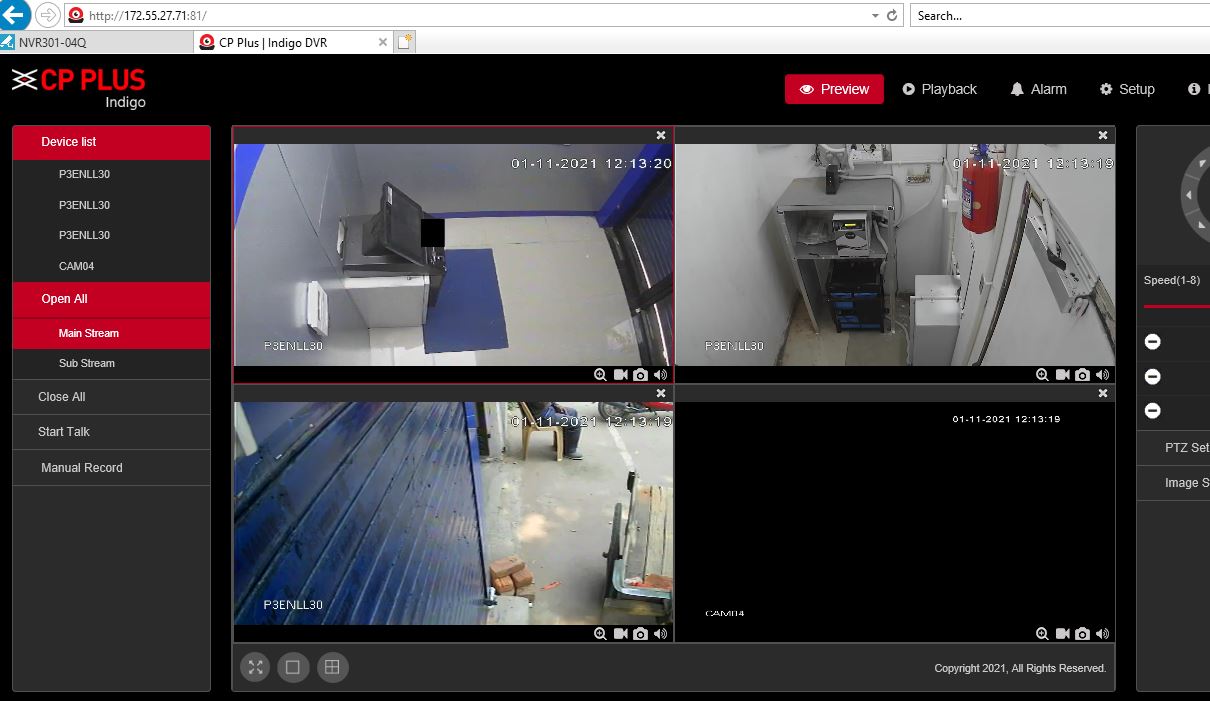 http://172.55.27.71:81/
Search...
NVR301-04Q
CP Plus | Indigo DVR
CP PLUS
Indigo
Preview
Playback
Alarm
Setup
Device list
P3ENLL30
P3ENLL30
P3ENLL30
CAM04
Open All
Main Stream
Sub Stream
Close All
Start Talk
Manual Record
01-11-2021 12:13:20
P3ENLL30
01-11-2021 12:13:19
P3ENLL30
01-11-2021 12:13:19
P3ENLL30
01-11-2021 12:13:19
CAM04
Speed(1-8)
PTZ Set
Image S
Copyright 2021, All Rights Reserved.